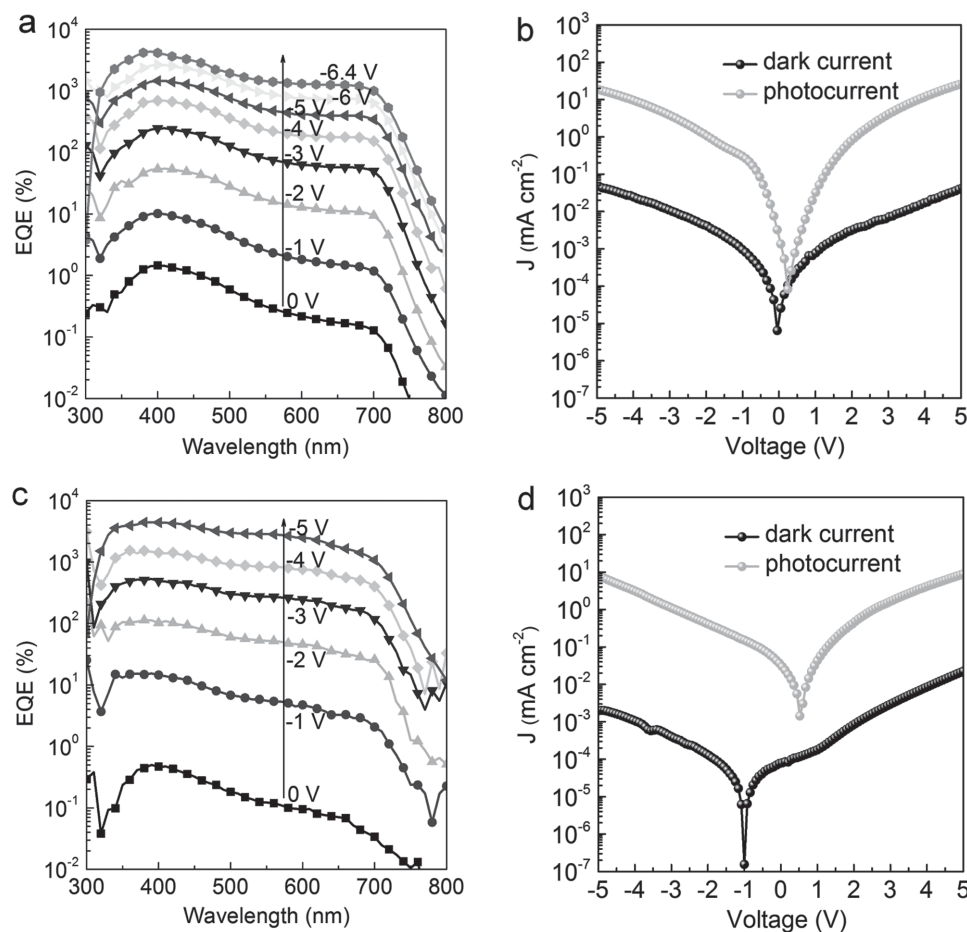 a
EQE (%)
10⁵
10⁴
10³
10²
10¹
10⁰
10⁻¹
10⁻²
-6.4 V
-6 V
-5 V
-4 V
-3 V
-2 V
-1 V
0 V
300 400 500 600 700 800
Wavelength (nm)
b
J (mA cm⁻²)
10³
10²
10¹
10⁰
10⁻¹
10⁻²
10⁻³
10⁻⁴
10⁻⁵
10⁻⁶
10⁻⁷
dark current
photocurrent
-5 -4 -3 -2 -1 0 1 2 3 4 5
Voltage (V)
c
EQE (%)
10⁴
10³
10²
10¹
10⁰
10⁻¹
10⁻²
-5 V
-4 V
-3 V
-2 V
-1 V
0 V
300 400 500 600 700 800
Wavelength (nm)
d
J (mA cm⁻²)
10³
10²
10¹
10⁰
10⁻¹
10⁻²
10⁻³
10⁻⁴
10⁻⁵
10⁻⁶
10⁻⁷
dark current
photocurrent
-5 -4 -3 -2 -1 0 1 2 3 4 5
Voltage (V)